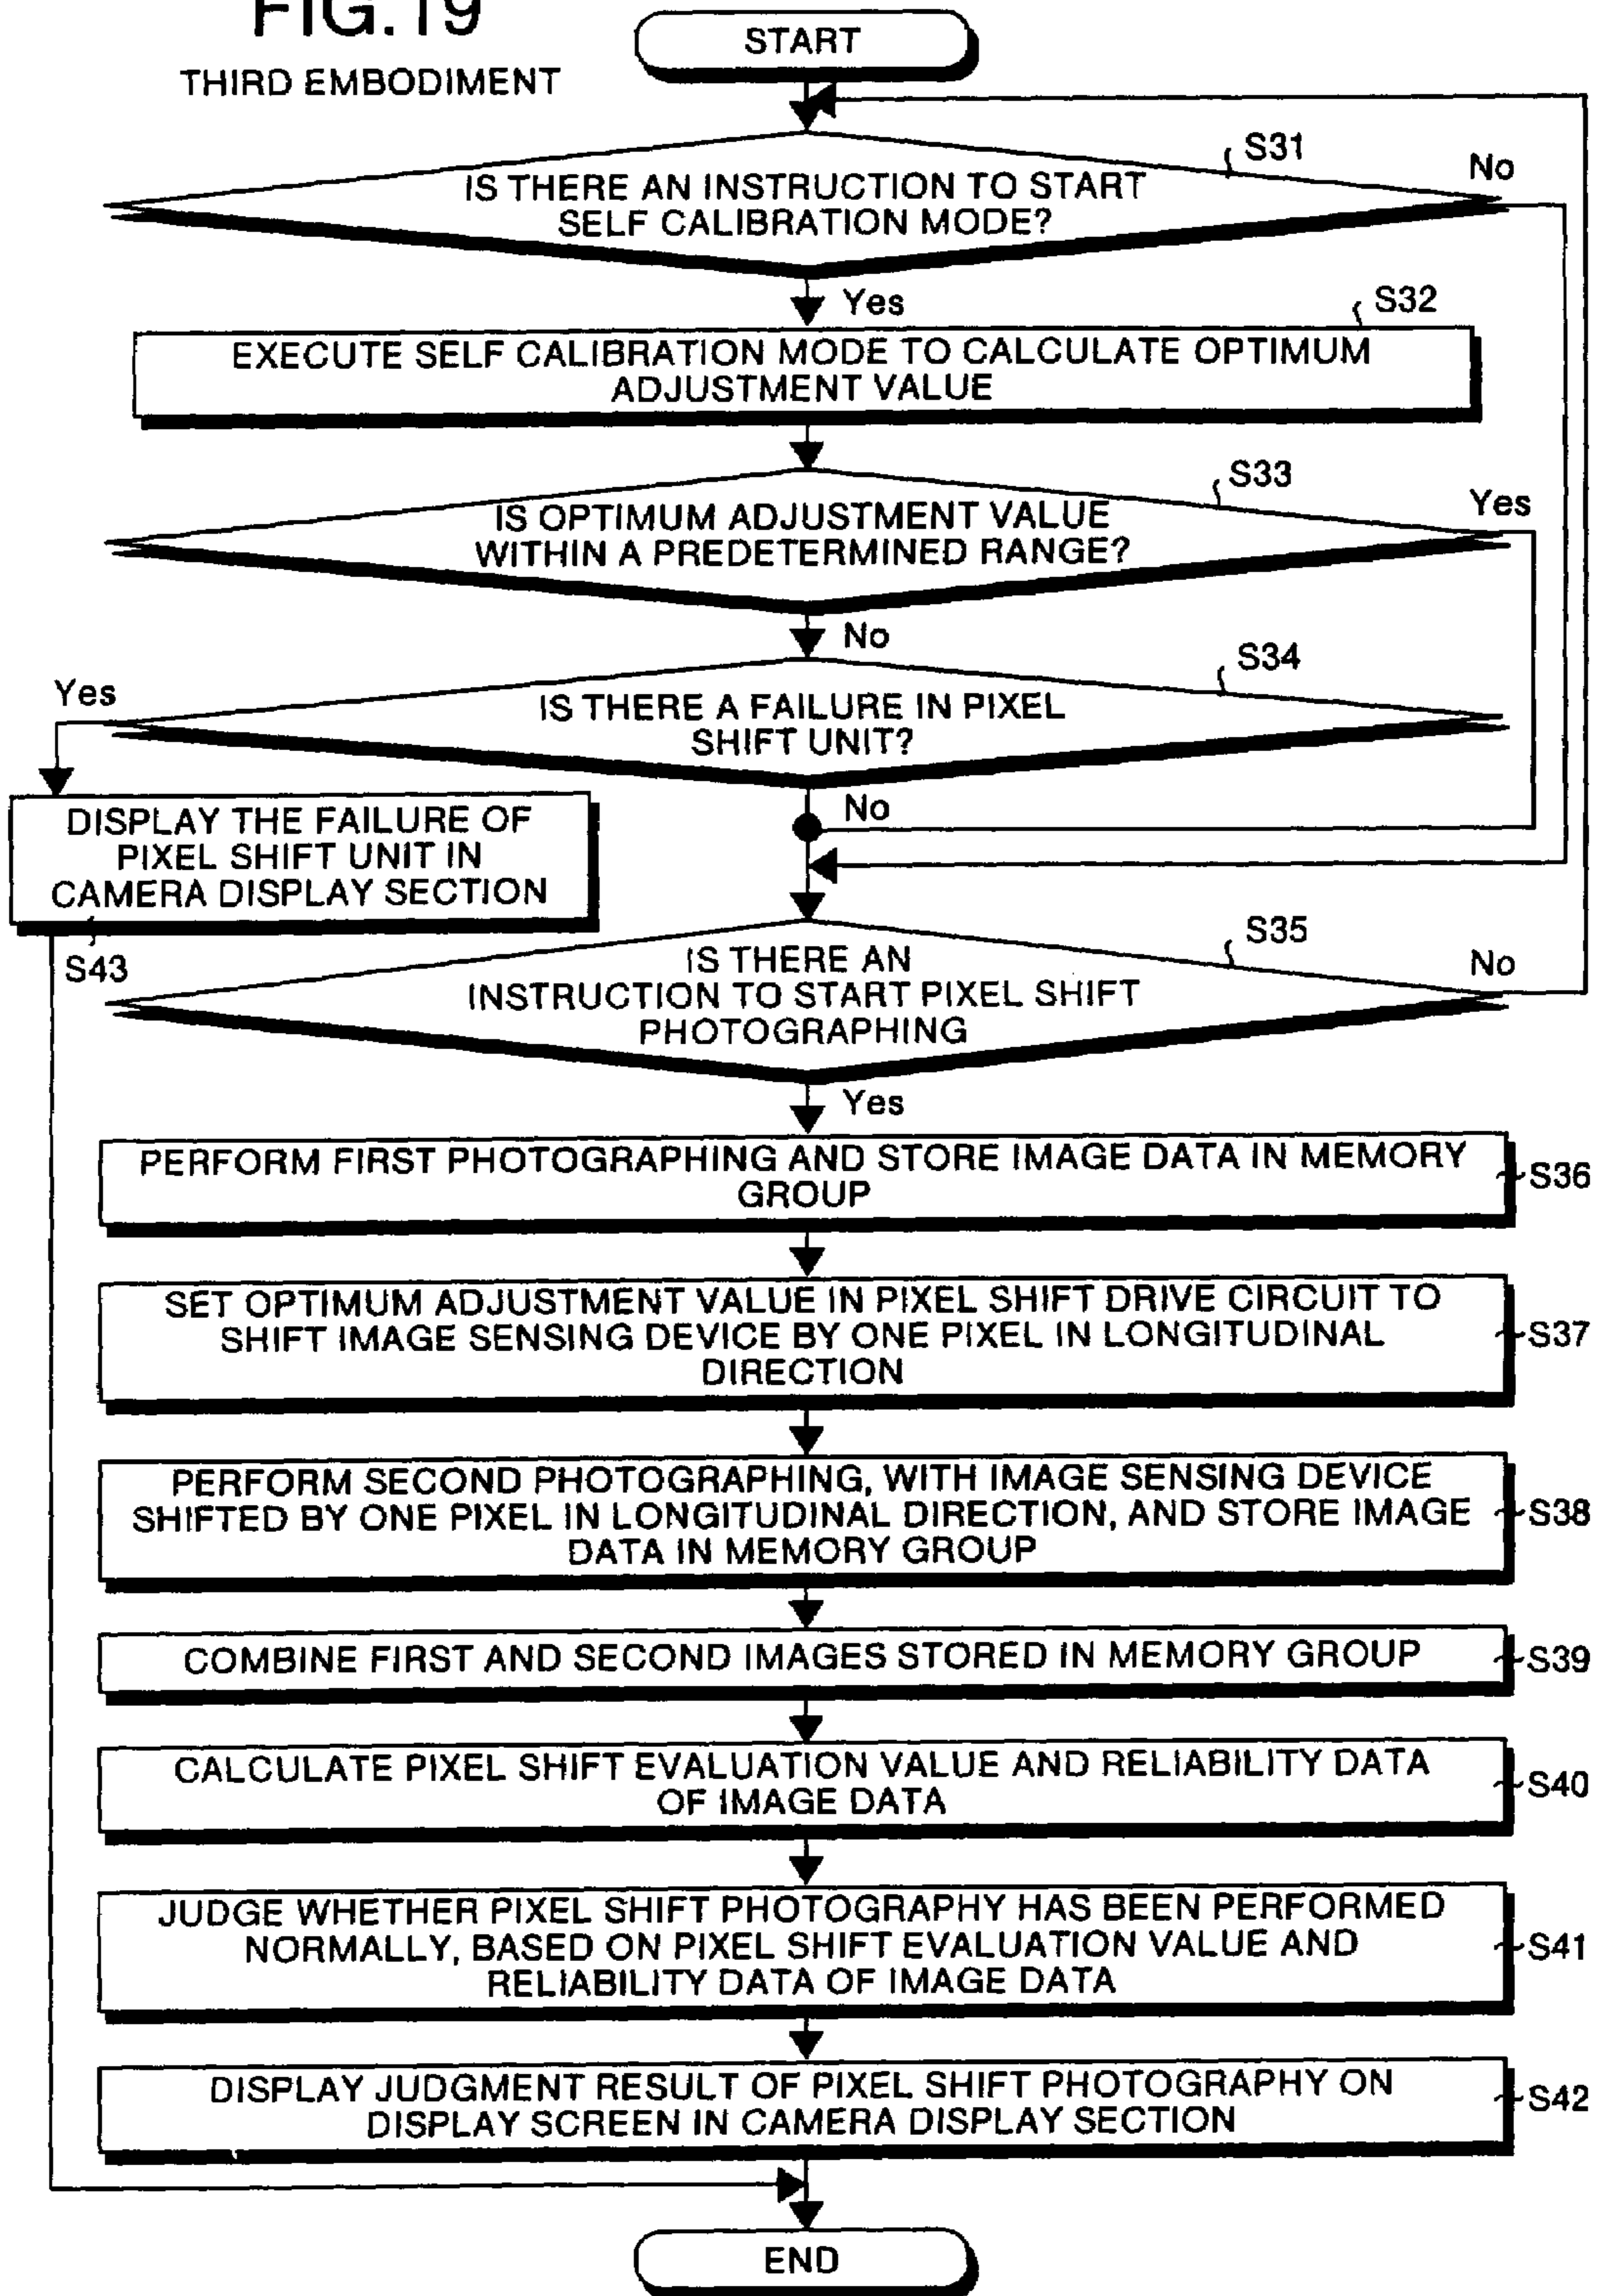 FIG.19
THIRD EMBODIMENT
START
S31
IS THERE AN INSTRUCTION TO START
SELF CALIBRATION MODE?
No
Yes
S32
EXECUTE SELF CALIBRATION MODE TO CALCULATE OPTIMUM
ADJUSTMENT VALUE
S33
IS OPTIMUM ADJUSTMENT VALUE
WITHIN A PREDETERMINED RANGE?
Yes
No
S34
IS THERE A FAILURE IN PIXEL
SHIFT UNIT?
Yes
No
DISPLAY THE FAILURE OF
PIXEL SHIFT UNIT IN
CAMERA DISPLAY SECTION
S43
S35
IS THERE AN
INSTRUCTION TO START PIXEL SHIFT
PHOTOGRAPHING
No
Yes
PERFORM FIRST PHOTOGRAPHING AND STORE IMAGE DATA IN MEMORY
GROUP
S36
SET OPTIMUM ADJUSTMENT VALUE IN PIXEL SHIFT DRIVE CIRCUIT TO
SHIFT IMAGE SENSING DEVICE BY ONE PIXEL IN LONGITUDINAL
DIRECTION
S37
PERFORM SECOND PHOTOGRAPHING, WITH IMAGE SENSING DEVICE
SHIFTED BY ONE PIXEL IN LONGITUDINAL DIRECTION, AND STORE IMAGE
DATA IN MEMORY GROUP
S38
COMBINE FIRST AND SECOND IMAGES STORED IN MEMORY GROUP
S39
CALCULATE PIXEL SHIFT EVALUATION VALUE AND RELIABILITY DATA
OF IMAGE DATA
S40
JUDGE WHETHER PIXEL SHIFT PHOTOGRAPHY HAS BEEN PERFORMED
NORMALLY, BASED ON PIXEL SHIFT EVALUATION VALUE AND
RELIABILITY DATA OF IMAGE DATA
S41
DISPLAY JUDGMENT RESULT OF PIXEL SHIFT PHOTOGRAPHY ON
DISPLAY SCREEN IN CAMERA DISPLAY SECTION
S42
END